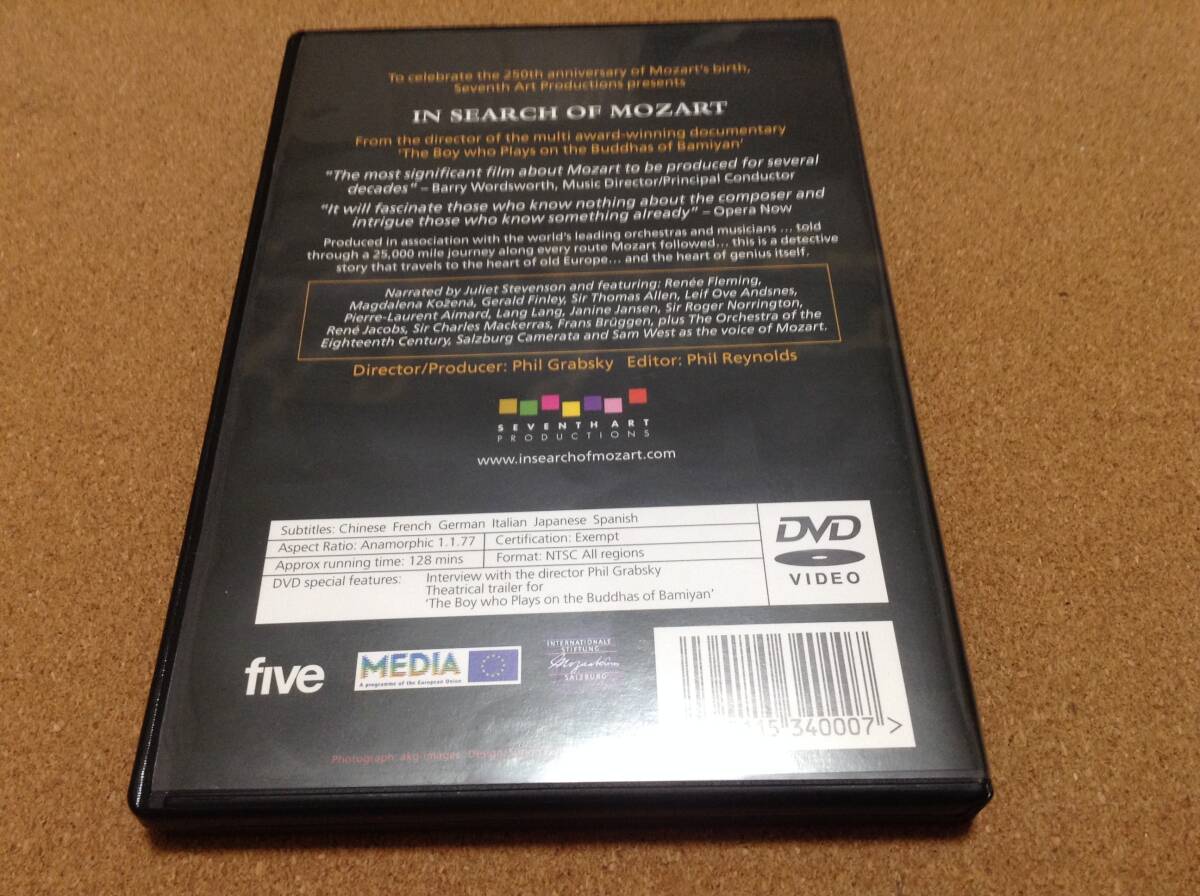 To celebrate the 250th anniversary of Mozart's birth,
Seventh Art Productions presents
IN SEARCH OF MOZART
From the director of the multi award-winning documentary
'The Boy who Plays on the Buddhas of Bamiyan'
"The most significant film about Mozart to be produced for several
decades" – Barry Wordsworth, Music Director/Principal Conductor
"It will fascinate those who know nothing about the composer and
intrigue those who know something already" – Opera Now
Produced in association with the world's leading orchestras and musicians ... told
through a 25,000 mile journey along every route Mozart followed... this is a detective
story that travels to the heart of old Europe... and the heart of genius itself.
Narrated by Juliet Stevenson and featuring: Renée Fleming,
Magdalena Kožená, Gerald Finley, Sir Thomas Allen, Leif Ove Andsnes,
Pierre-Laurent Aimard, Lang Lang, Janine Jansen, Sir Roger Norrington,
René Jacobs, Sir Charles Mackerras, Frans Brüggen, plus The Orchestra of the
Eighteenth Century, Salzburg Camerata and Sam West as the voice of Mozart.
Director/Producer: Phil Grabsky Editor: Phil Reynolds
SEVENTH ART
PRODUCTIONS
www.insearchofmozart.com
Subtitles: Chinese French German Italian Japanese Spanish
Aspect Ratio: Anamorphic 1.1.77
Certification: Exempt
Approx running time: 128 mins
Format: NTSC All regions
DVD special features: Interview with the director Phil Grabsky
Theatrical trailer for
'The Boy who Plays on the Buddhas of Bamiyan'
DVD
VIDEO
five
MEDIA
A programme of the European Union
INTERNATIONALE
STIFTUNG
Mozarteum
SALZBURG
340007 >
Photograph: akg images Design: